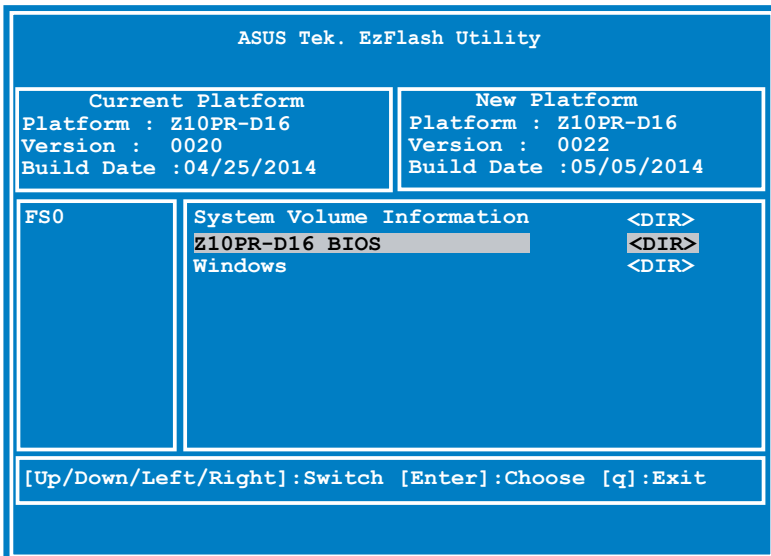 ASUS Tek. EzFlash Utility
Current Platform
Platform : Z10PR-D16
Version : 0020
Build Date :04/25/2014
New Platform
Platform : Z10PR-D16
Version : 0022
Build Date :05/05/2014
FS0
System Volume Information <DIR>
Z10PR-D16 BIOS <DIR>
Windows <DIR>
[Up/Down/Left/Right]:Switch [Enter]:Choose [q]:Exit